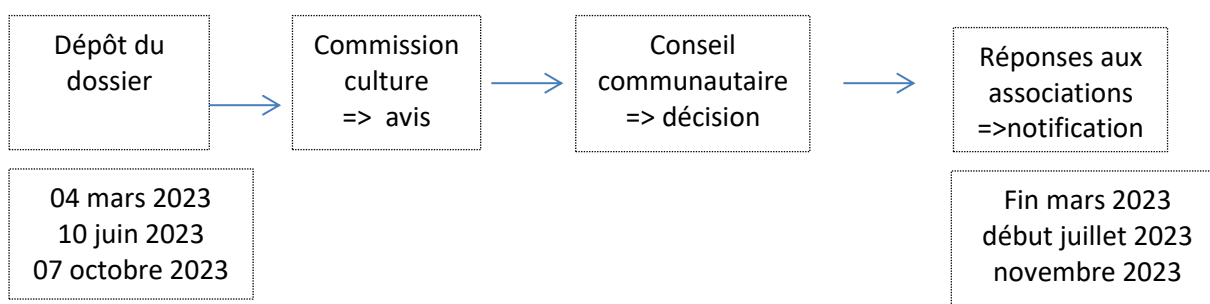 Dépôt du
dossier
Commission
culture
=> avis
Conseil
communautaire
=> décision
Réponses aux
associations
=>notification
04 mars 2023
10 juin 2023
07 octobre 2023
Fin mars 2023
début juillet 2023
novembre 2023